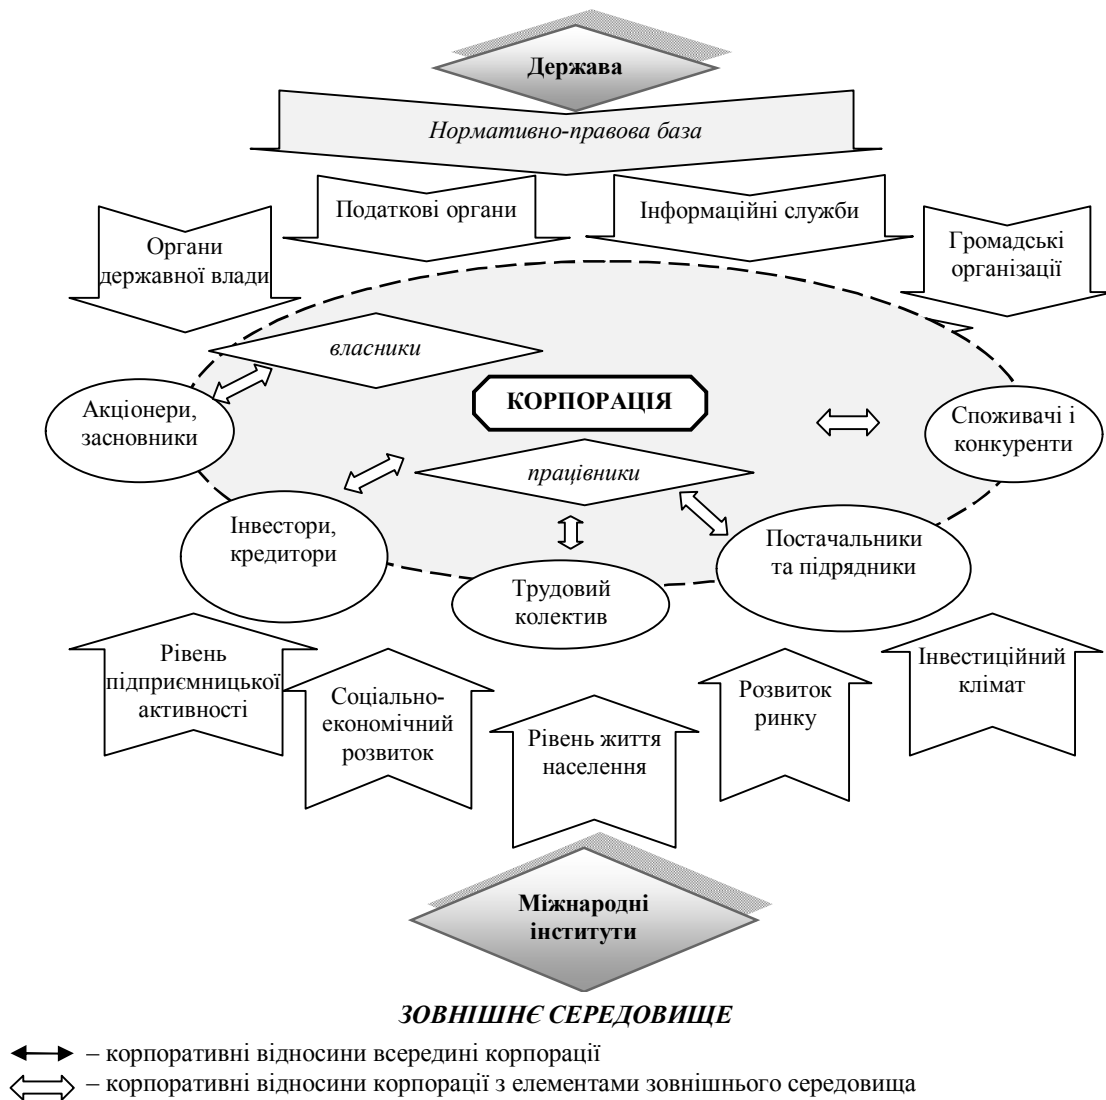 Держава
Нормативно-правова база
Податкові органи
Інформаційні служби
Органи
державної влади
Громадські
організації
власники
КОРПОРАЦІЯ
Акціонери,
засновники
Споживачі і
конкуренти
працівники
Інвестори,
кредитори
Постачальники
та підрядники
Трудовий
колектив
Рівень
підприємницької
активності
Соціально-
економічний
розвиток
Рівень життя
населення
Розвиток
ринку
Інвестиційний
клімат
Міжнародні
інститути
ЗОВНІШНЄ СЕРЕДОВИЩЕ
– корпоративні відносини всередині корпорації
– корпоративні відносини корпорації з елементами зовнішнього середовища